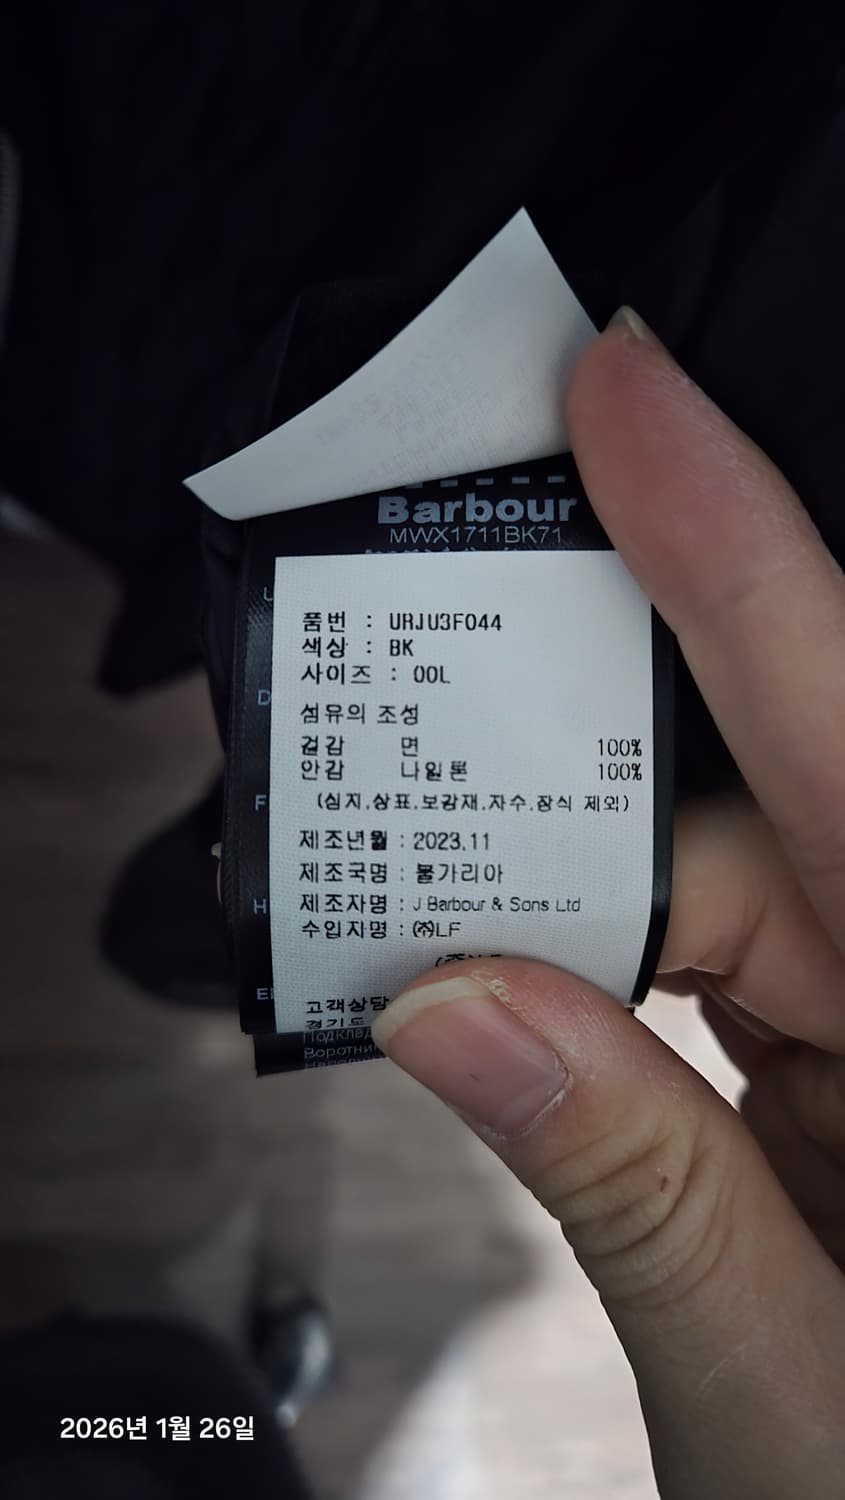 Barbour
MWX1711BK71
품번 : URJU3F044
색상 : BK
사이즈 : 00L
섬유의 조성
겉감 면 100%
안감 나일론 100%
(심지,상표,보강재,자수,장식 제외)
제조년월 : 2023.11
제조국명 : 불가리아
제조자명 : J Barbour & Sons Ltd
수입자명 : ㈜LF
고객상담
경기도
Воротни
2026년 1월 26일